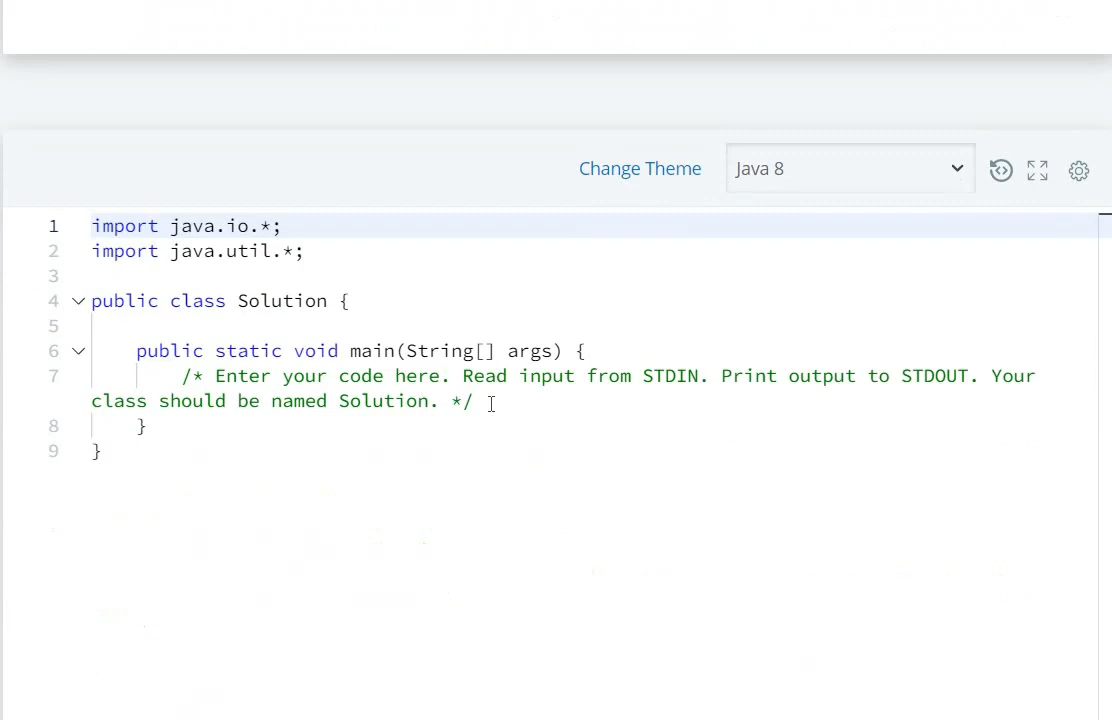 Change Theme
Java 8
1 import java.io.*;
2 import java.util.*;
3
4 public class Solution {
5
6 public static void main(String[] args) {
7 /* Enter your code here. Read input from STDIN. Print output to STDOUT. Your
class should be named Solution. */
8 }
9 }